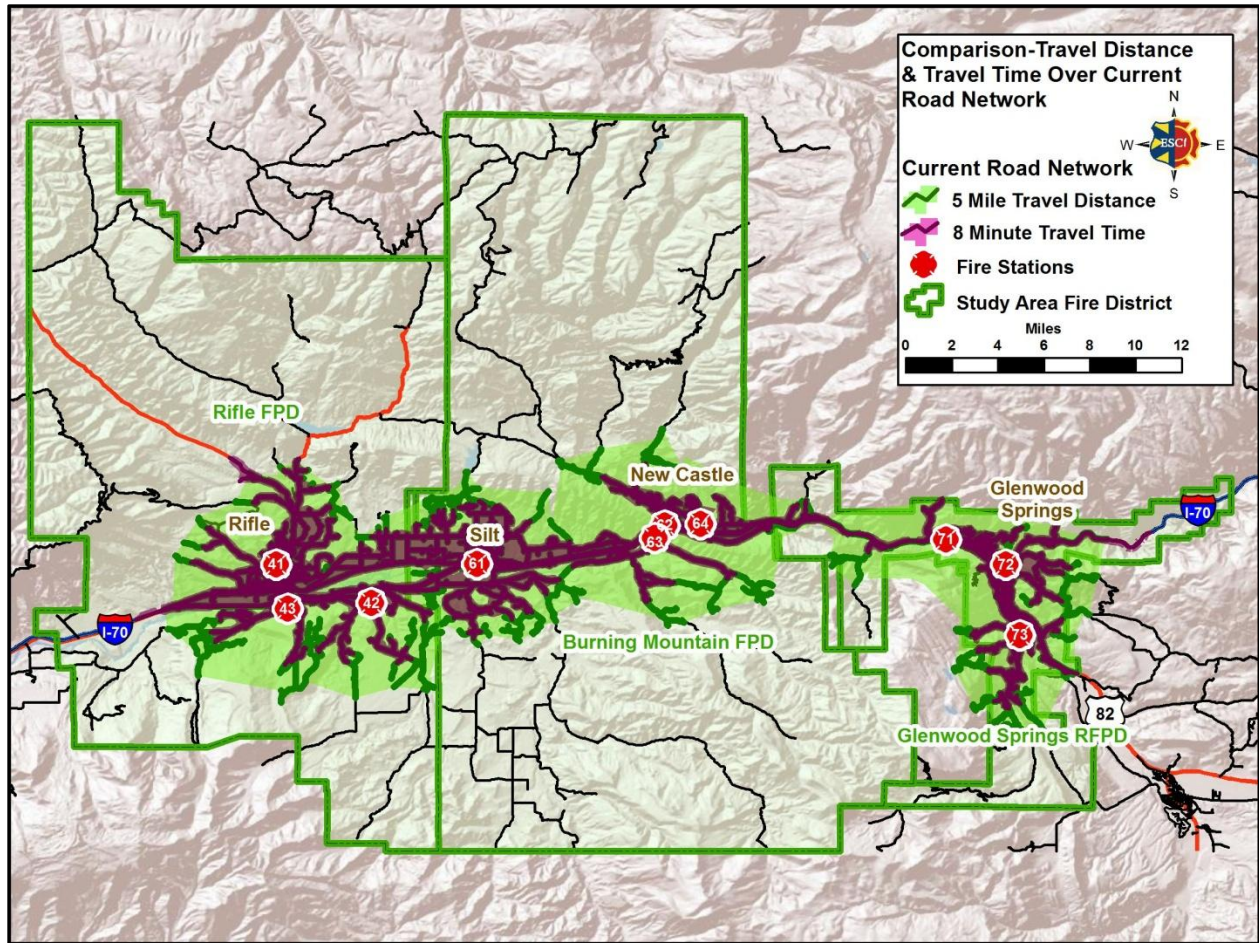 Comparison-Travel Distance
& Travel Time Over Current
Road Network
N
W
ESCI
E
S
Current Road Network
5 Mile Travel Distance
8 Minute Travel Time
Fire Stations
Study Area Fire District
Miles
0 2 4 6 8 10 12
Rifle FPD
New Castle
Glenwood
Springs
I-70
Rifle
Silt
62
64
63
71
72
41
61
43
42
73
I-70
Burning Mountain FPD
82
Glenwood Springs RFPD